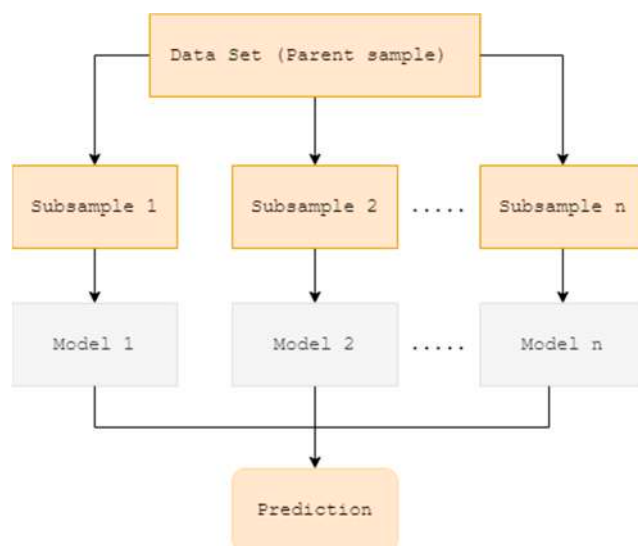 Data Set (Parent sample)
Subsample 1
Subsample 2
.....
Subsample n
Model 1
Model 2
.....
Model n
Prediction